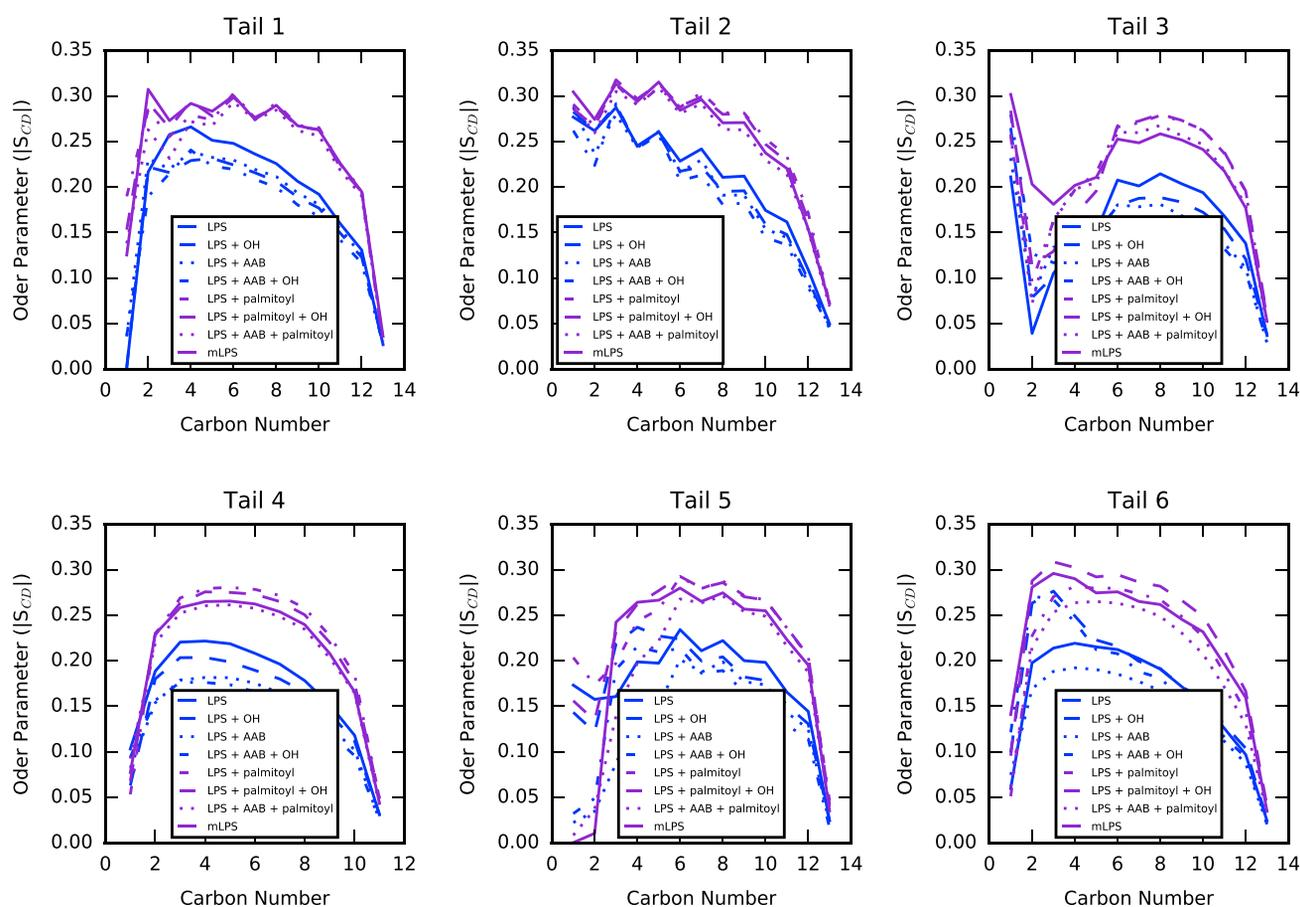 Tail 1
Oder Parameter (|S_CD|)
0.35
0.30
0.25
0.20
0.15
0.10
0.05
0.00
LPS
LPS + OH
LPS + AAB
LPS + AAB + OH
LPS + palmitoyl
LPS + palmitoyl + OH
LPS + AAB + palmitoyl
mLPS
0 2 4 6 8 10 12 14
Carbon Number
Tail 2
Oder Parameter (|S_CD|)
0.35
0.30
0.25
0.20
0.15
0.10
0.05
0.00
LPS
LPS + OH
LPS + AAB
LPS + AAB + OH
LPS + palmitoyl
LPS + palmitoyl + OH
LPS + AAB + palmitoyl
mLPS
0 2 4 6 8 10 12 14
Carbon Number
Tail 3
Oder Parameter (|S_CD|)
0.35
0.30
0.25
0.20
0.15
0.10
0.05
0.00
LPS
LPS + OH
LPS + AAB
LPS + AAB + OH
LPS + palmitoyl
LPS + palmitoyl + OH
LPS + AAB + palmitoyl
mLPS
0 2 4 6 8 10 12 14
Carbon Number
Tail 4
Oder Parameter (|S_CD|)
0.35
0.30
0.25
0.20
0.15
0.10
0.05
0.00
LPS
LPS + OH
LPS + AAB
LPS + AAB + OH
LPS + palmitoyl
LPS + palmitoyl + OH
LPS + AAB + palmitoyl
mLPS
0 2 4 6 8 10 12
Carbon Number
Tail 5
Oder Parameter (|S_CD|)
0.35
0.30
0.25
0.20
0.15
0.10
0.05
0.00
LPS
LPS + OH
LPS + AAB
LPS + AAB + OH
LPS + palmitoyl
LPS + palmitoyl + OH
LPS + AAB + palmitoyl
mLPS
0 2 4 6 8 10 12 14
Carbon Number
Tail 6
Oder Parameter (|S_CD|)
0.35
0.30
0.25
0.20
0.15
0.10
0.05
0.00
LPS
LPS + OH
LPS + AAB
LPS + AAB + OH
LPS + palmitoyl
LPS + palmitoyl + OH
LPS + AAB + palmitoyl
mLPS
0 2 4 6 8 10 12 14
Carbon Number